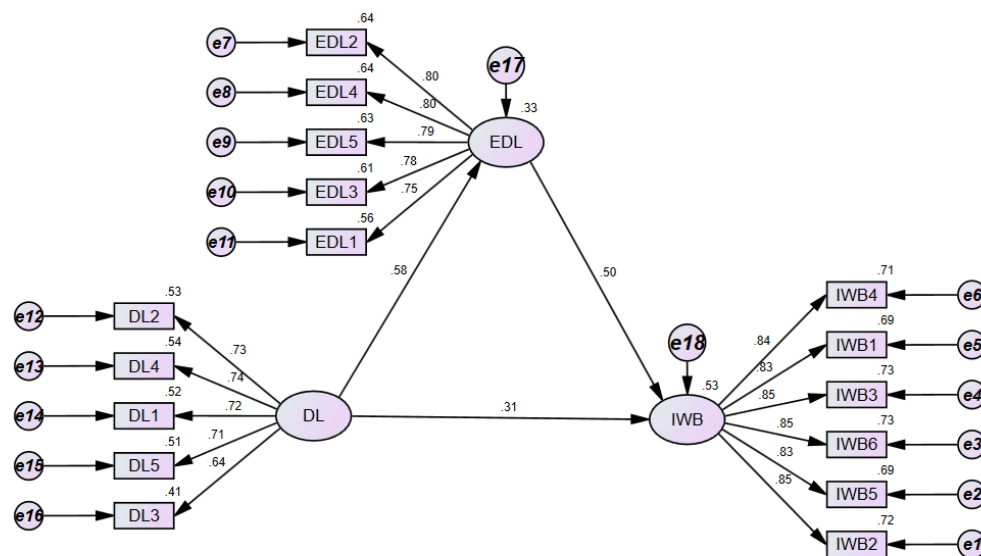 .64
e7 EDL2
.80
e17
.64
e8 EDL4
.80
.33
.63
e9 EDL5
.79
EDL
.61
e10 EDL3
.78
.56
e11 EDL1
.75
.58
.50
.53
e12 DL2
.73
.54
e13 DL4
.74
.52
e14 DL1
.72
DL
.51
e15 DL5
.71
.41
e16 DL3
.64
.31
e18
.53
IWB
.71
IWB4 e6
.84
.69
IWB1 e5
.83
.73
IWB3 e4
.85
.73
IWB6 e3
.85
.69
IWB5 e2
.83
.72
IWB2 e1
.85